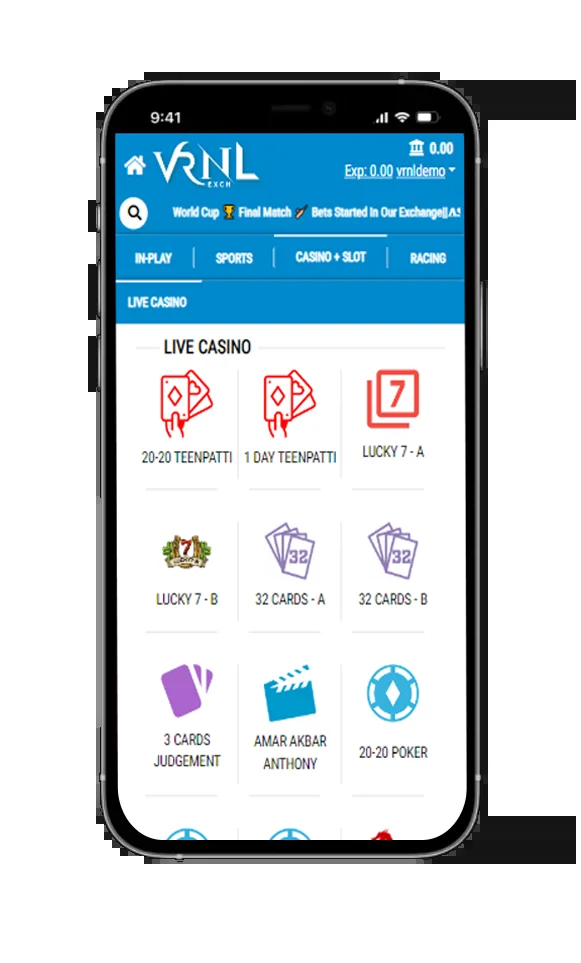 9:41
VRNL
EXCH
0.00
Exp: 0.00 vrnldemo
World Cup 🏆 Final Match 🏏 Bets Started In Our Exchange||
IN-PLAY
SPORTS
CASINO + SLOT
RACING
LIVE CASINO
LIVE CASINO
7
20-20 TEENPATTI
1 DAY TEENPATTI
LUCKY 7 - A
7
32
32
LUCKY 7 - B
32 CARDS - A
32 CARDS - B
3 CARDS
JUDGEMENT
AMAR AKBAR
ANTHONY
20-20 POKER